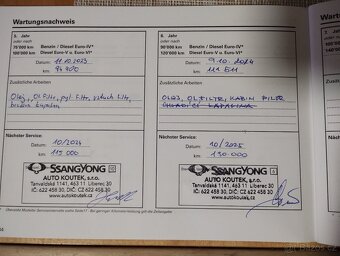 Wartungsnachweis
5. Jahr
oder nach
75'000 km Benzin / Diesel Euro-IV*
100'000 km Diesel Euro-V u. Euro-VI*
Datum: 11.10.2023
km:
Zusätzliche Arbeiten
Olej, Ol. Filtr, pyl. Filtr, vzduch. Filtr,
Nächster Service:
Datum: 10/2024
km: 119 000
SSANGYONG
AUTO KOUTEK, s.r.o.
Tanvaldská 1141, 463 11 Liberec 30
IČ: 622 458 30, DIČ: CZ 622 458 30
www.autokoutek.cz
6. Jahr
oder nach
90'000 km Benzin / Diesel Euro-IV*
120'000 km Diesel Euro-V u. Euro-VI*
Datum: 9.10.2024
km:
Zusätzliche Arbeiten
OLEJ, OL FILTR, KABIN FILTR
Nächster Service:
Datum: 10/2025
km: 130 000
SSANGYONG
AUTO KOUTEK, s.r.o.
Tanvaldská 1141, 463 11 Liberec 30
IČ: 622 458 30, DIČ: CZ 622 458 30
www.autokoutek.cz